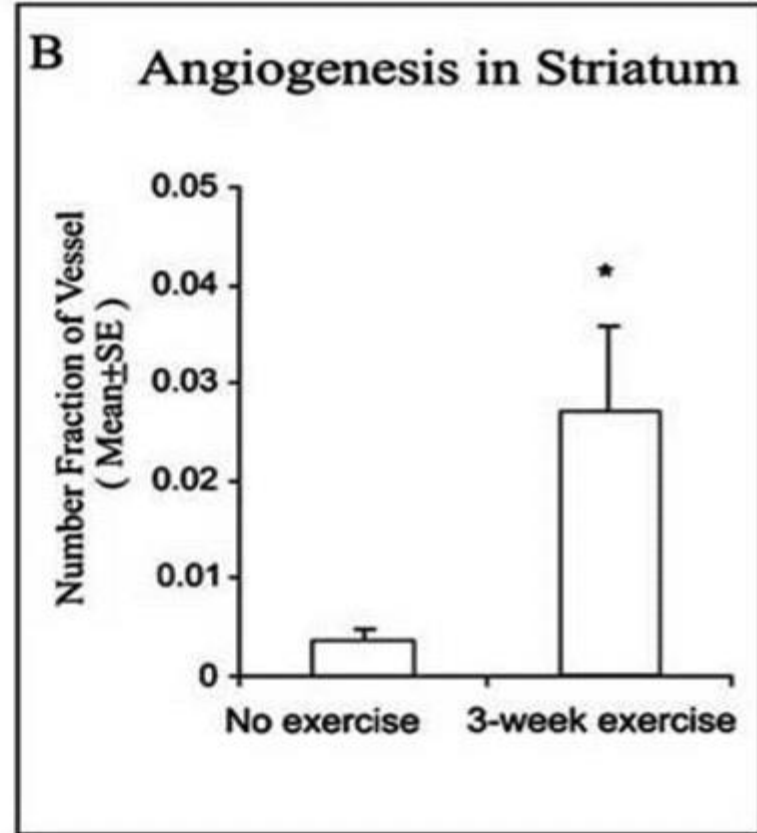 B
Angiogenesis in Striatum
Number Fraction of Vessel
( Mean±SE )
0.05
0.04
0.03
0.02
0.01
0
*
No exercise
3-week exercise